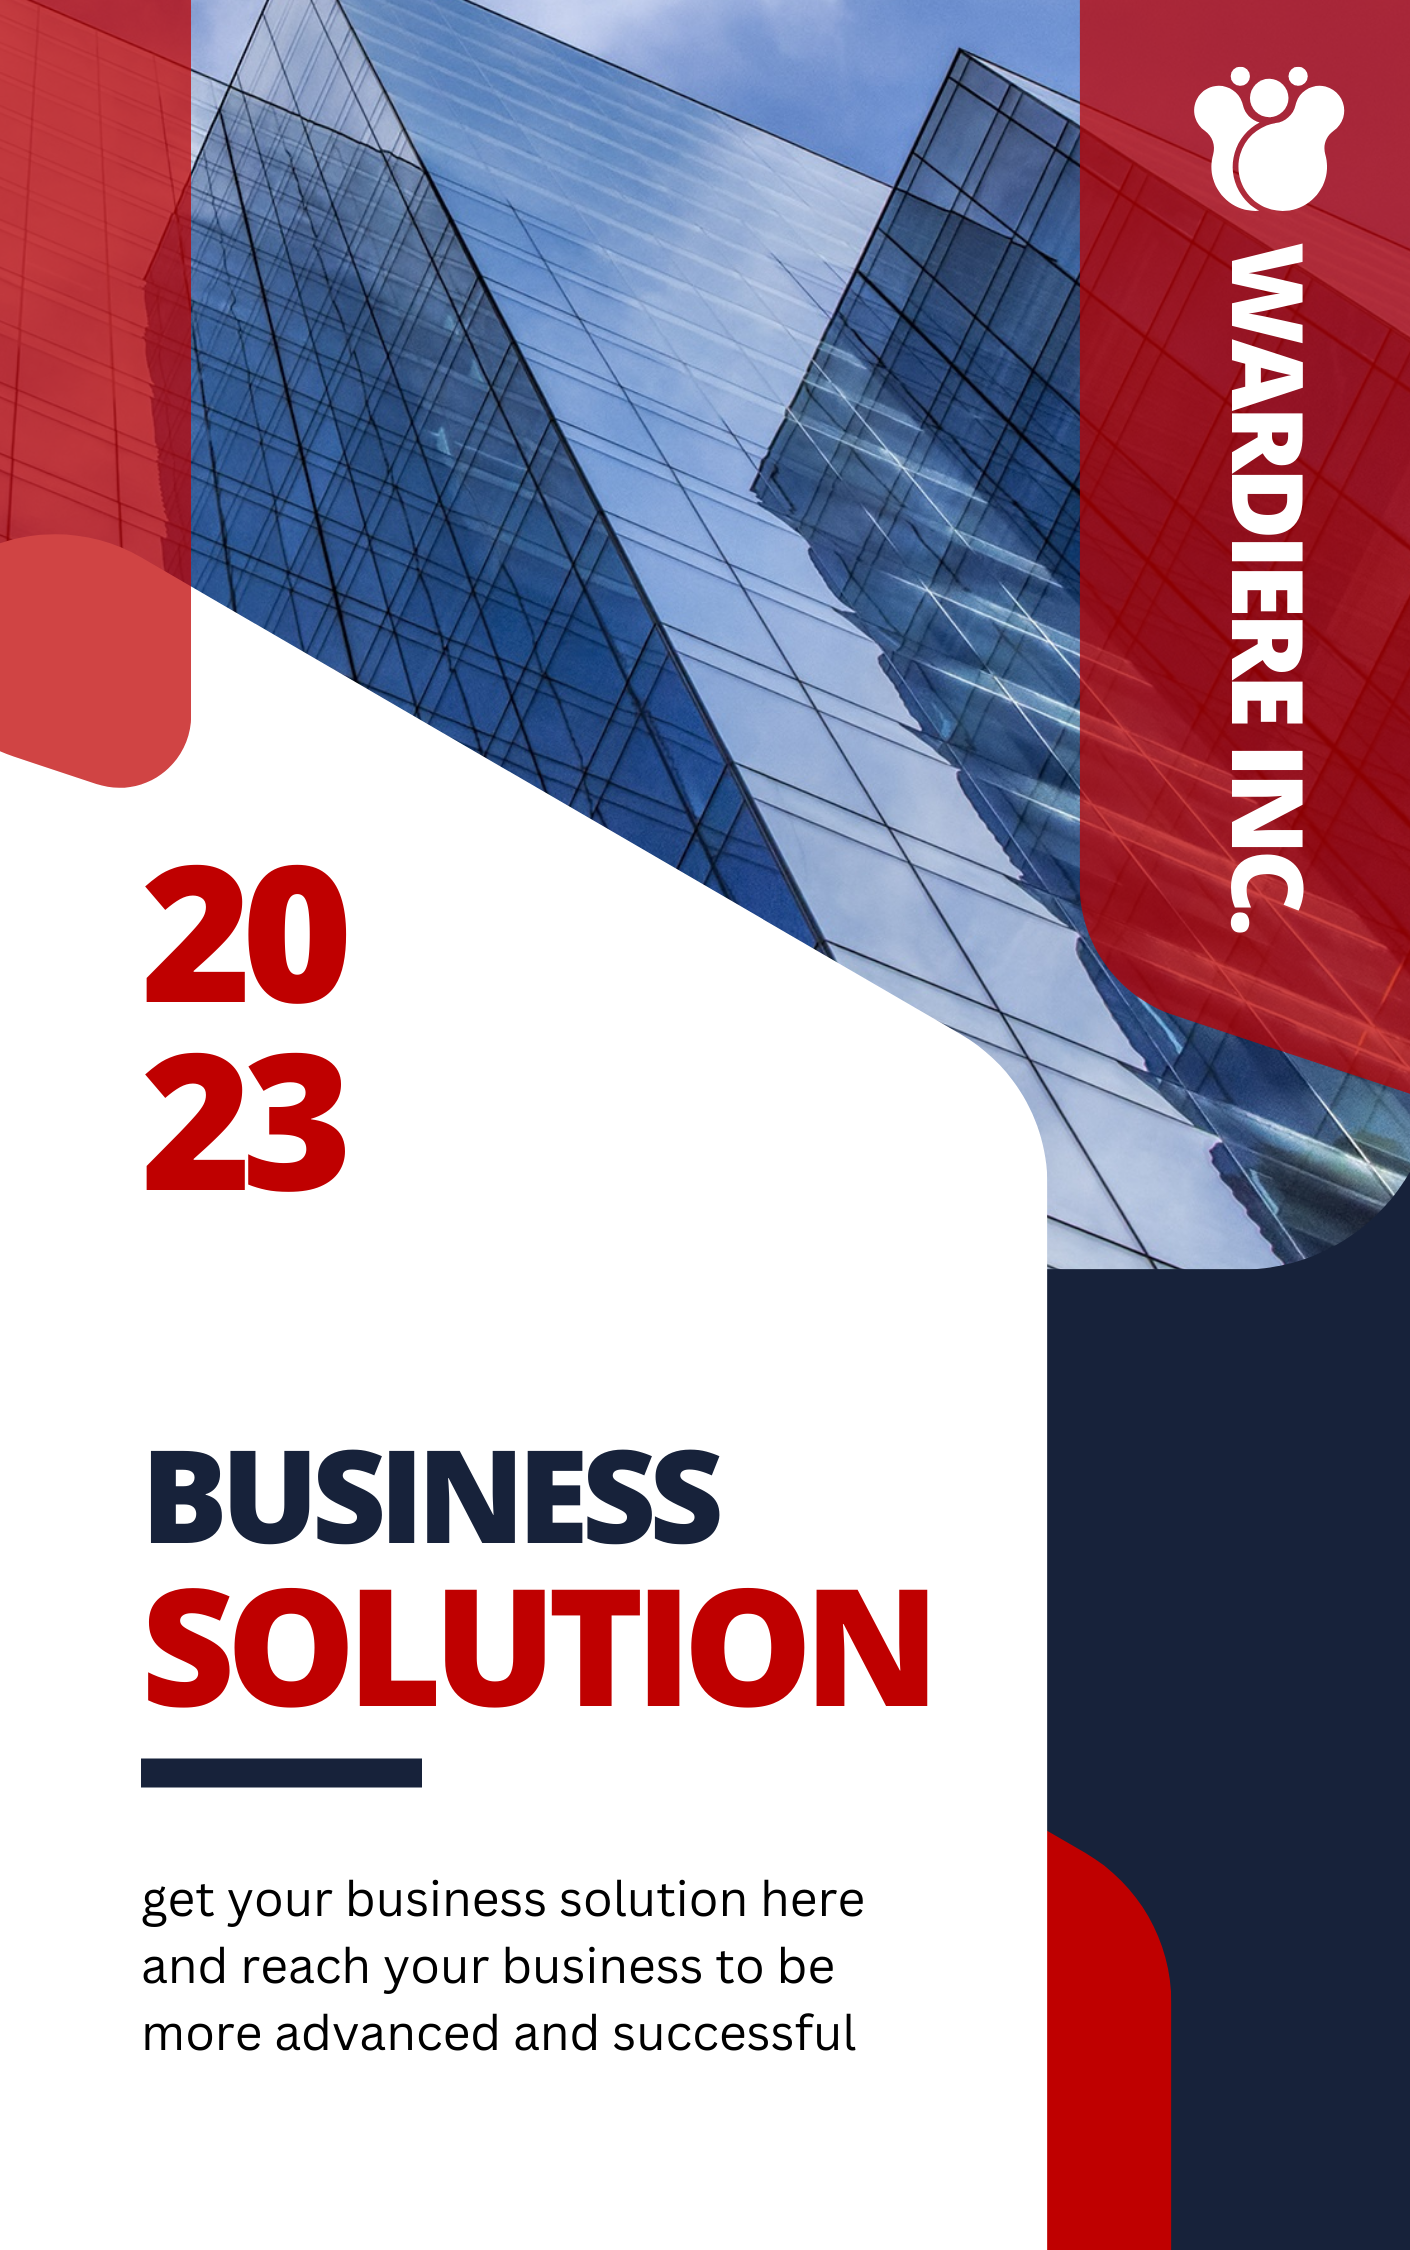 WARDIERE INC.
20
23
BUSINESS
SOLUTION
get your business solution here
and reach your business to be
more advanced and successful